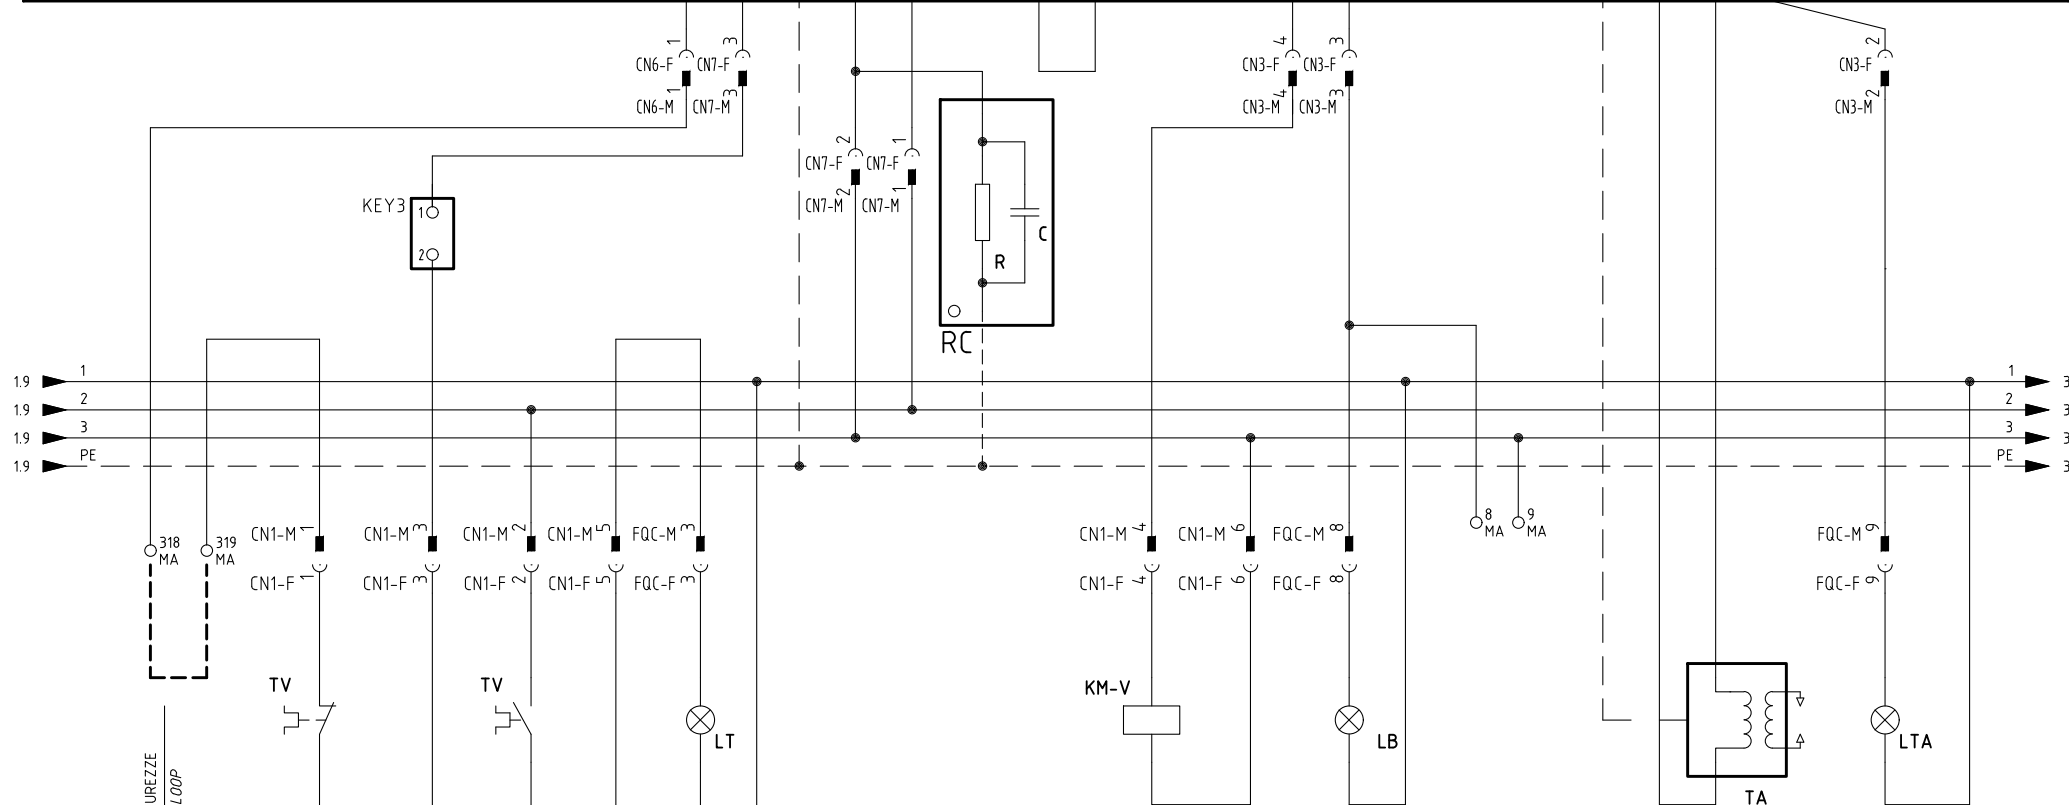 1 3 4 3 2
CN6-F CN7-F CN3-F CN3-F CN3-F
1 3 4 3 2
CN6-M CN7-M CN3-M CN3-M CN3-M
2 1
CN7-F CN7-F
2 1
CN7-M CN7-M
KEY3 1
2
C
R
RC
1.9 1 1 3
1.9 2 2 3
1.9 3 3 3
1.9 PE PE 3
318 MA
319 MA
CN1-M 1 CN1-M 3 CN1-M 2 CN1-M 5 FQC-M 3 CN1-M 4 CN1-M 6 FQC-M 8 FQC-M 9
8 MA
9 MA
CN1-F 1 CN1-F 3 CN1-F 2 CN1-F 5 FQC-F 3 CN1-F 4 CN1-F 6 FQC-F 8 FQC-F 9
TV TV KM-V
LT LB LTA
TA
UREZZE
LOOP